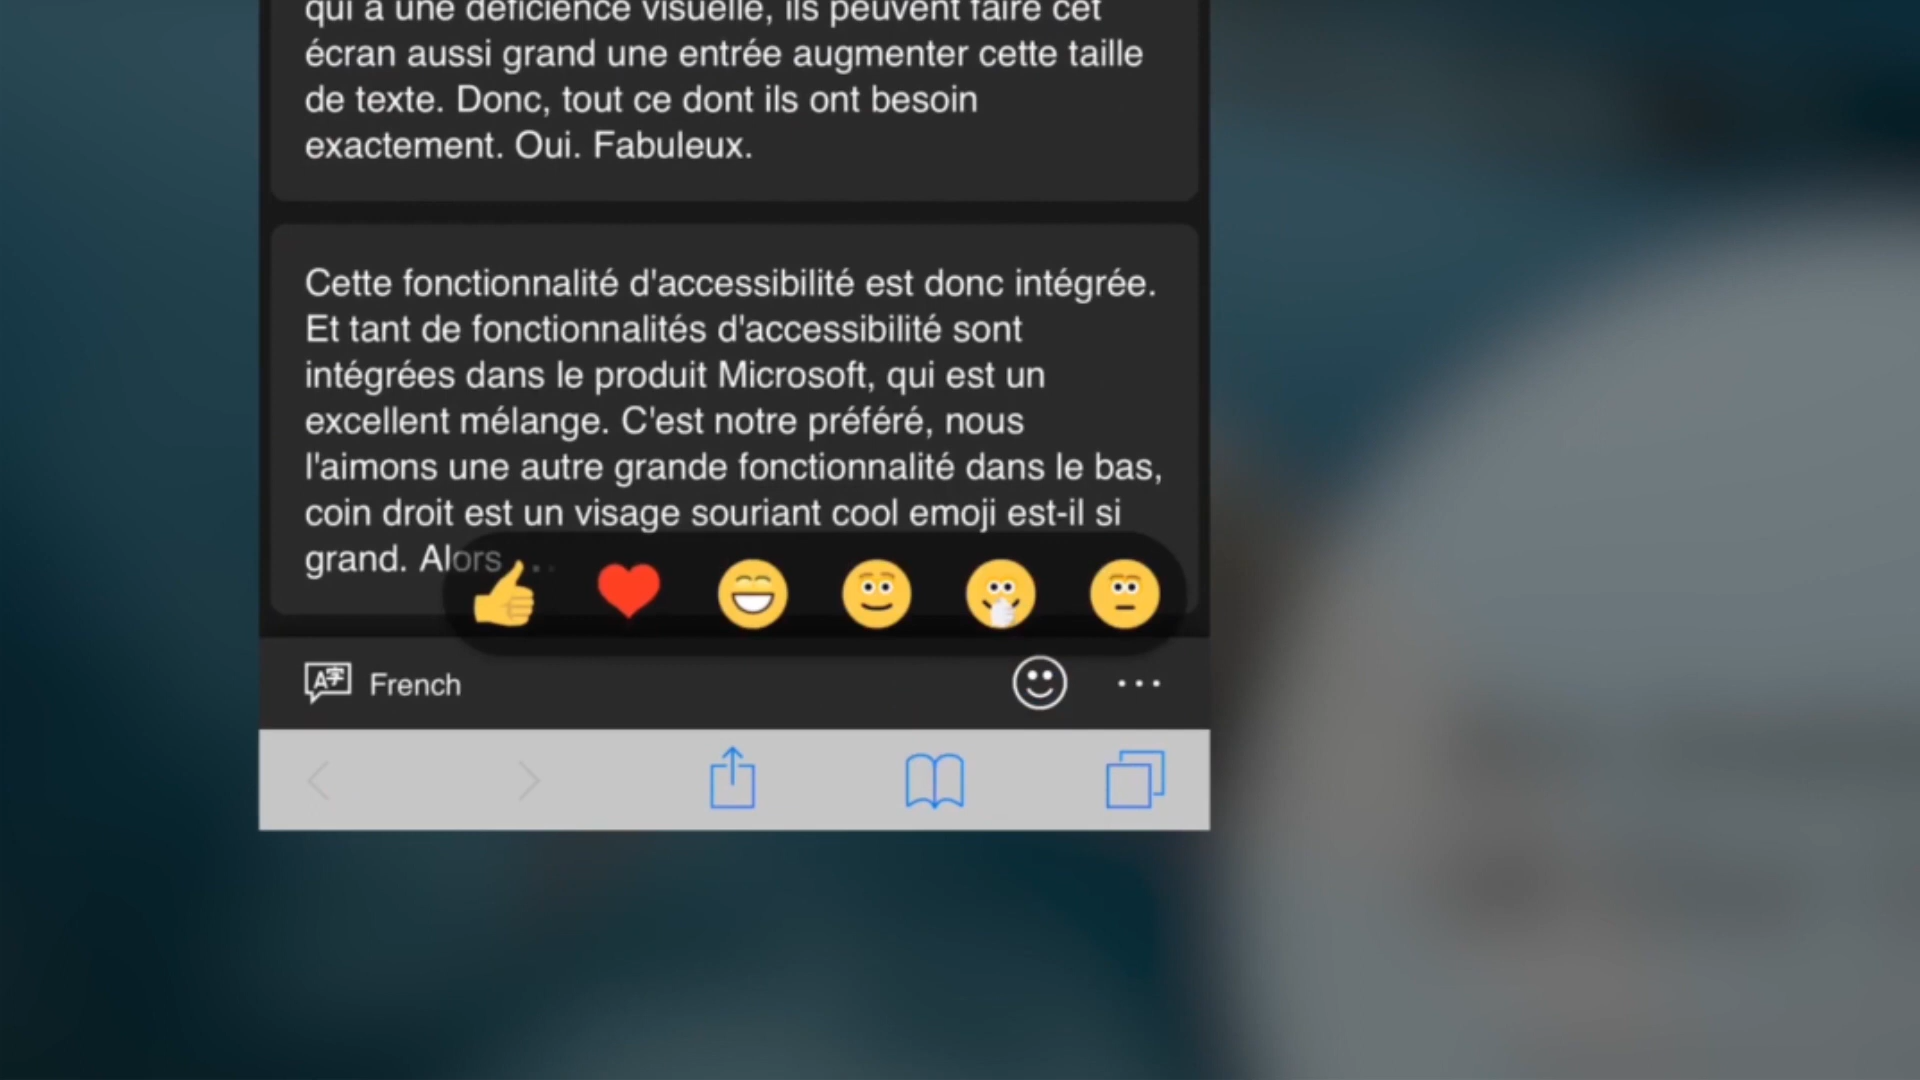 qui a une déficience visuelle, ils peuvent faire cet
écran aussi grand une entrée augmenter cette taille
de texte. Donc, tout ce dont ils ont besoin
exactement. Oui. Fabuleux.
Cette fonctionnalité d'accessibilité est donc intégrée.
Et tant de fonctionnalités d'accessibilité sont
intégrées dans le produit Microsoft, qui est un
excellent mélange. C'est notre préféré, nous
l'aimons une autre grande fonctionnalité dans le bas,
coin droit est un visage souriant cool emoji est-il si
grand. Alors...
French